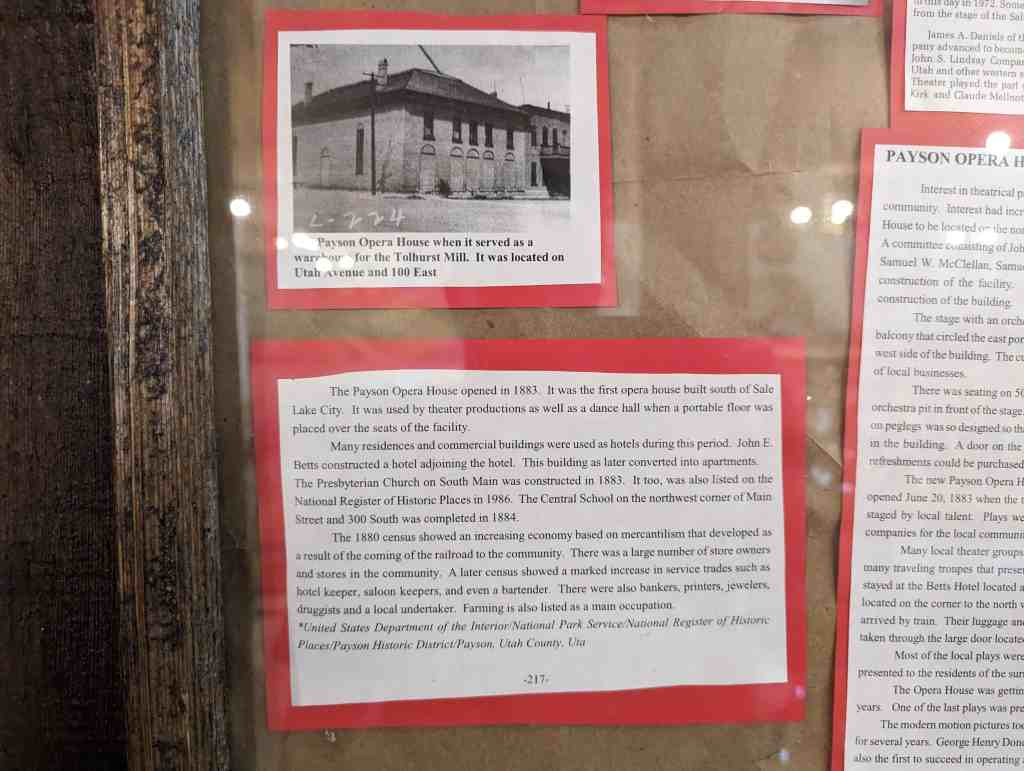 in this day in 1972. Some
from the stage of the Sal
James A. Daniels of th
pany advanced to become
John S. Lindsay Compan
Utah and other western s
Theater played the part
Kirk and Claude Mellnot
L-224
Payson Opera House when it served as a
warehouse for the Tolhurst Mill. It was located on
Utah Avenue and 100 East
The Payson Opera House opened in 1883. It was the first opera house built south of Sale
Lake City. It was used by theater productions as well as a dance hall when a portable floor was
placed over the seats of the facility.
Many residences and commercial buildings were used as hotels during this period. John E.
Betts constructed a hotel adjoining the hotel. This building as later converted into apartments.
The Presbyterian Church on South Main was constructed in 1883. It too, was also listed on the
National Register of Historic Places in 1986. The Central School on the northwest corner of Main
Street and 300 South was completed in 1884.
The 1880 census showed an increasing economy based on mercantilism that developed as
a result of the coming of the railroad to the community. There was a large number of store owners
and stores in the community. A later census showed a marked increase in service trades such as
hotel keeper, saloon keepers, and even a bartender. There were also bankers, printers, jewelers,
druggists and a local undertaker. Farming is also listed as a main occupation.
*United States Department of the Interior/National Park Service/National Register of Historic
Places/Payson Historic District/Payson, Utah County, Uta
-217-
PAYSON OPERA H
Interest in theatrical p
community. Interest had incr
House to be located on the nor
A committee consisting of Joh
Samuel W. McClellan, Samu
construction of the facility.
construction of the building.
The stage with an orche
balcony that circled the east por
west side of the building. The cu
of local businesses.
There was seating on 50
orchestra pit in front of the stage.
on peglegs was so designed so tha
in the building. A door on the
refreshments could be purchased
The new Payson Opera H
opened June 20, 1883 when the
staged by local talent. Plays we
companies for the local communi
Many local theater groups
many traveling troupes that prese
stayed at the Betts Hotel located a
located on the corner to the north w
arrived by train. Their luggage and
taken through the large door locate
Most of the local plays were
presented to the residents of the sur
The Opera House was gettin
years. One of the last plays was pre
The modern motion pictures too
for several years. George Henry Done
also the first to succeed in operating